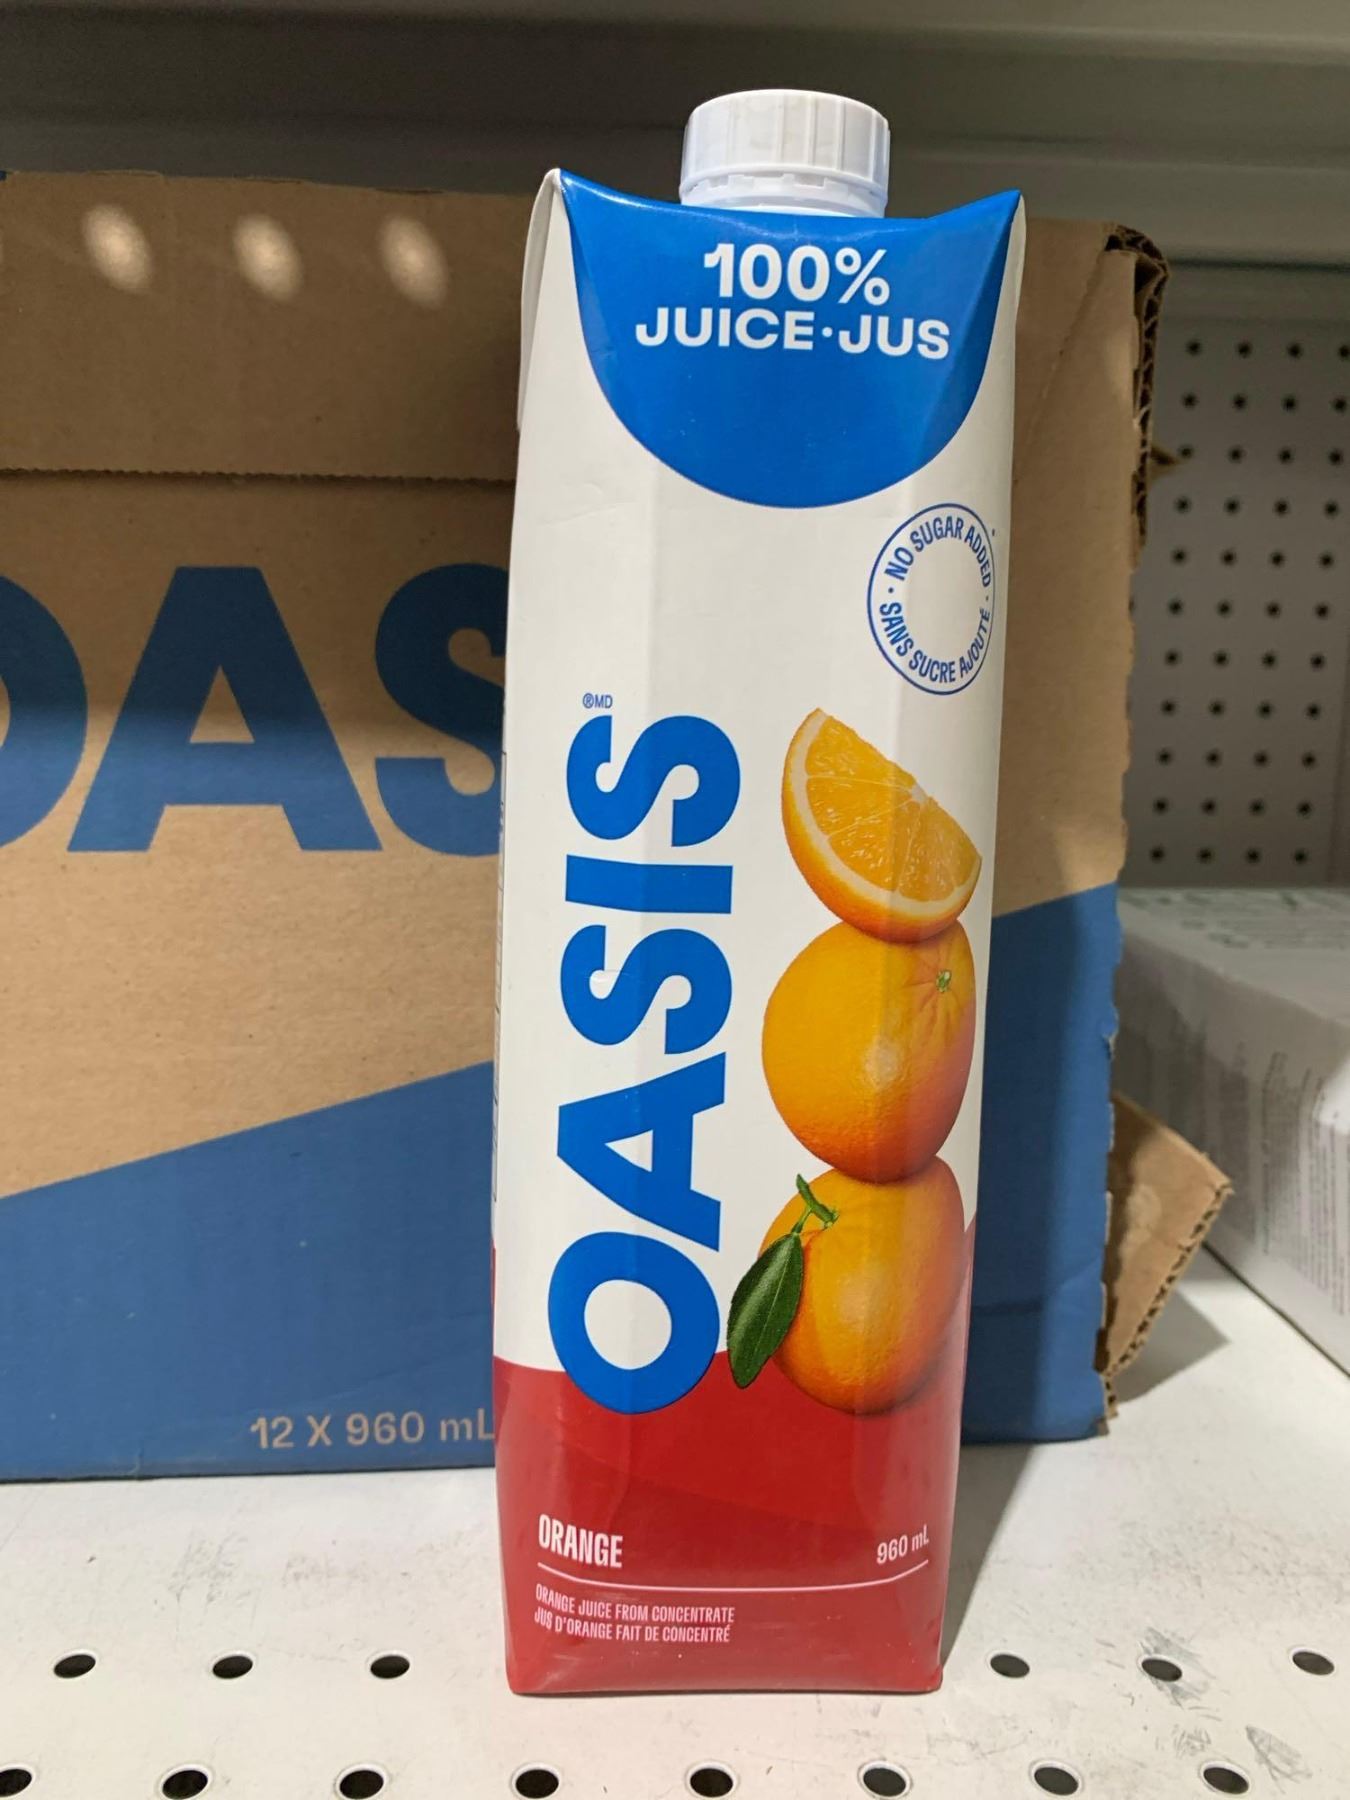 100%
JUICE·JUS
· NO SUGAR ADDED* ·
SANS SUCRE AJOUTÉ
OASIS®MD
ORANGE
960 mL
ORANGE JUICE FROM CONCENTRATE
JUS D'ORANGE FAIT DE CONCENTRÉ
OAS
12 X 960 mL